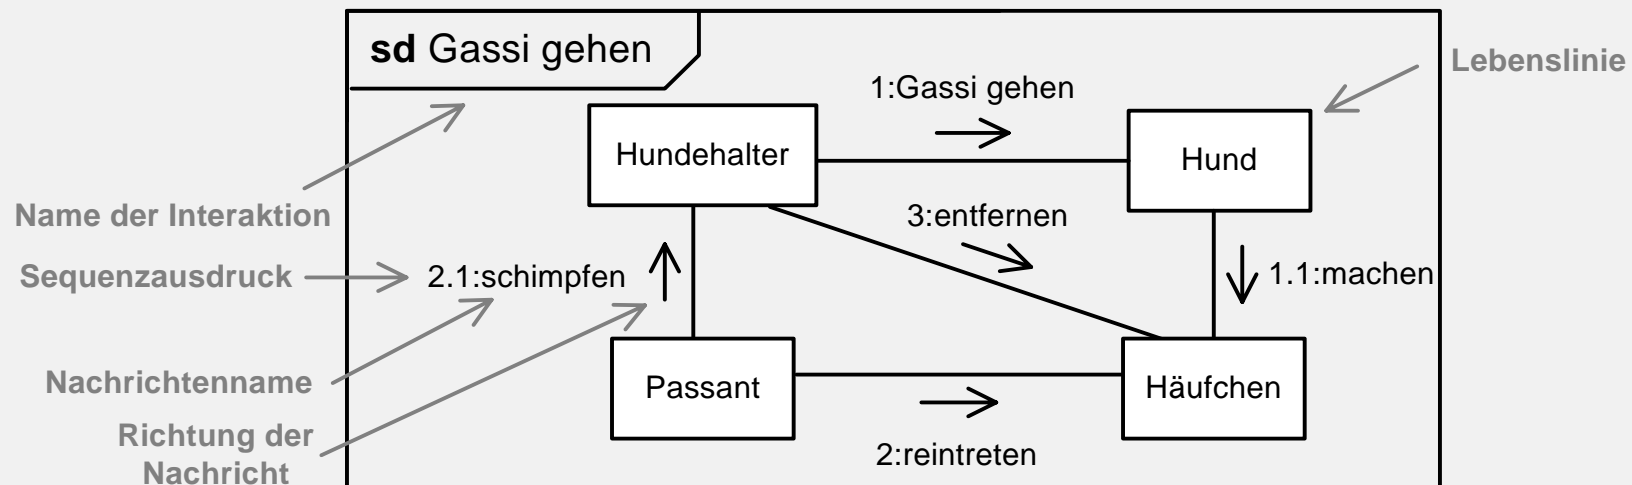 sd Gassi gehen
Lebenslinie
1:Gassi gehen
Hundehalter
Hund
Name der Interaktion
3:entfernen
Sequenzausdruck
2.1:schimpfen
1.1:machen
Nachrichtenname
Passant
Häufchen
Richtung der
Nachricht
2:reintreten